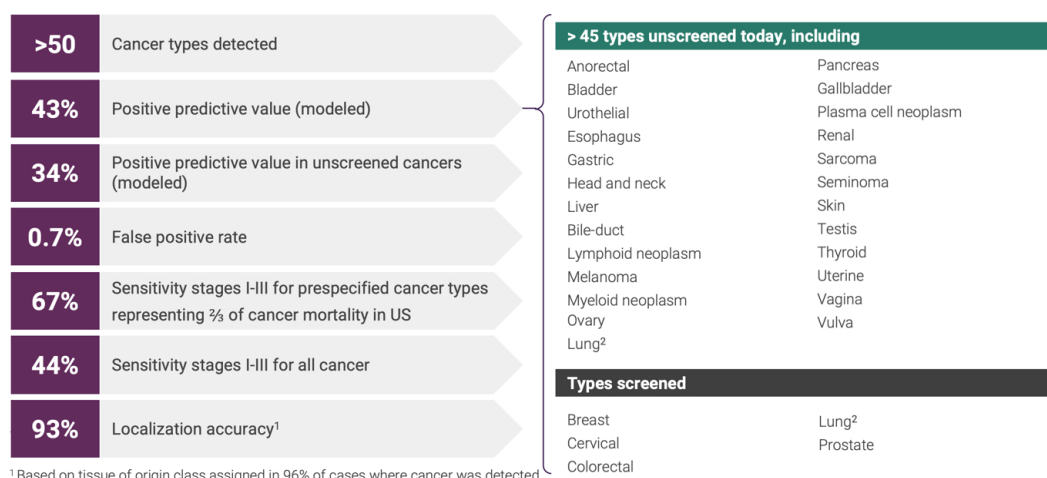 >50
Cancer types detected
43%
Positive predictive value (modeled)
34%
Positive predictive value in unscreened cancers
(modeled)
0.7%
False positive rate
67%
Sensitivity stages I-III for prespecified cancer types
representing ⅔ of cancer mortality in US
44%
Sensitivity stages I-III for all cancer
93%
Localization accuracy¹
¹ Based on tissue of origin class assigned in 96% of cases where cancer was detected
> 45 types unscreened today, including
Anorectal
Bladder
Urothelial
Esophagus
Gastric
Head and neck
Liver
Bile-duct
Lymphoid neoplasm
Melanoma
Myeloid neoplasm
Ovary
Lung²
Pancreas
Gallbladder
Plasma cell neoplasm
Renal
Sarcoma
Seminoma
Skin
Testis
Thyroid
Uterine
Vagina
Vulva
Types screened
Breast
Cervical
Colorectal
Lung²
Prostate